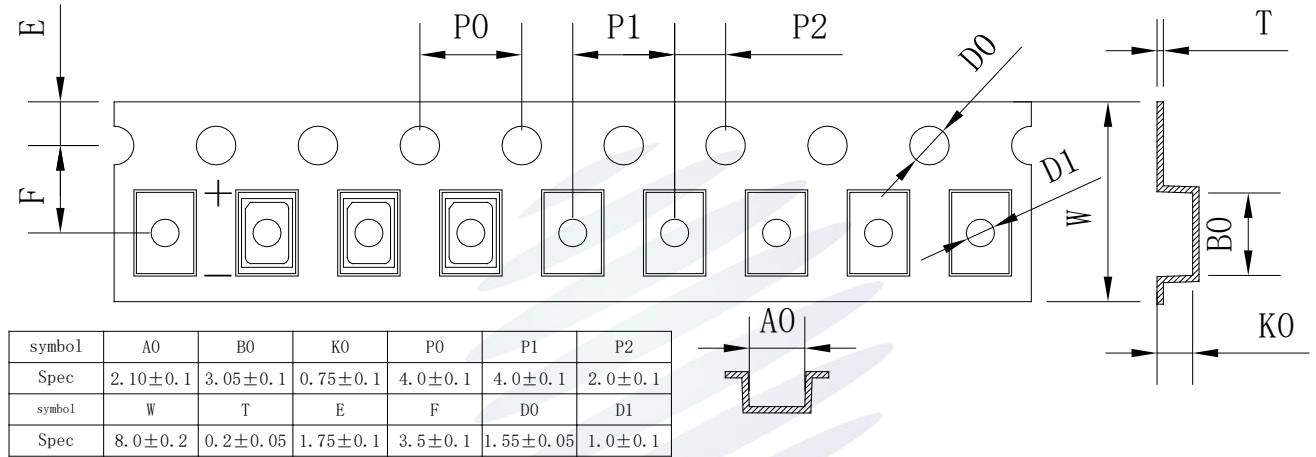 E
P0
P1
P2
D0
T
F
+
D1
W
B0
−
A0
K0
symbol A0 B0 K0 P0 P1 P2
Spec 2.10±0.1 3.05±0.1 0.75±0.1 4.0±0.1 4.0±0.1 2.0±0.1
symbol W T E F D0 D1
Spec 8.0±0.2 0.2±0.05 1.75±0.1 3.5±0.1 1.55±0.05 1.0±0.1